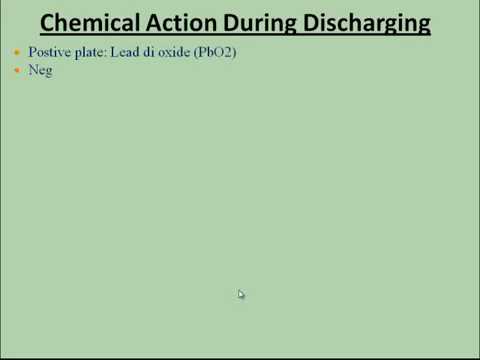 Chemical Action During Discharging
Postive plate: Lead di oxide (PbO2)
Neg